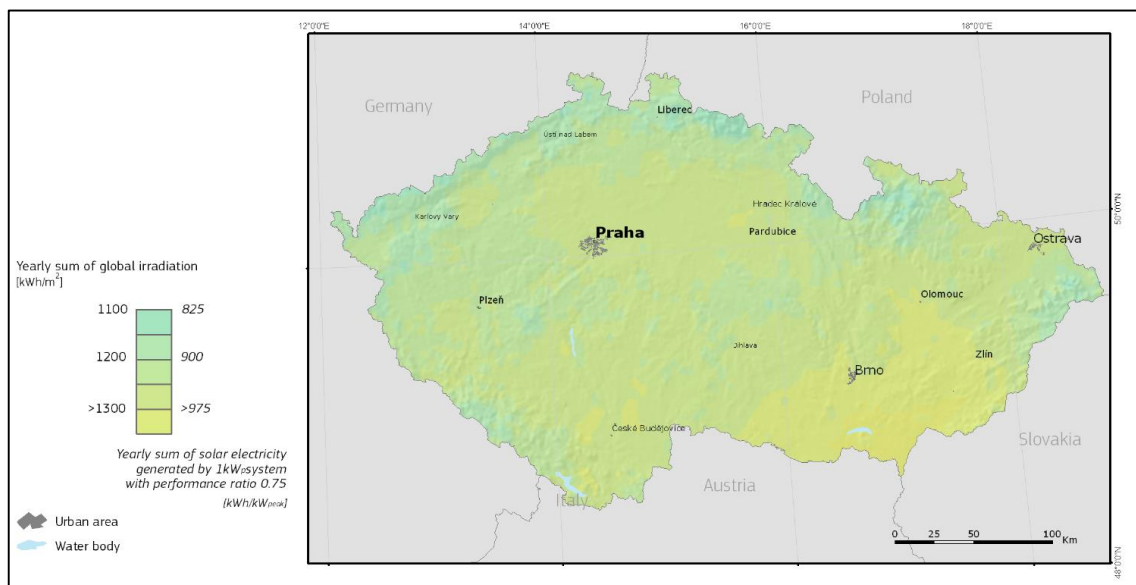 12°0'0"E
14°0'0"E
16°0'0"E
18°0'0"E
Germany
Poland
Liberec
Ústí nad Labem
Karlovy Vary
Hradec Králové
50°0'0"N
Praha
Pardubice
Ostrava
Yearly sum of global irradiation
[kWh/m²]
Plzeň
Olomouc
1100 825
1200 900
>1300 >975
Jihlava
Zlín
Brno
České Budějovice
Slovakia
Yearly sum of solar electricity
generated by 1kWpsystem
with performance ratio 0.75
[kWh/kWpeak]
Austria
Italy
Urban area
Water body
0 25 50 100
Km
48°0'0"N